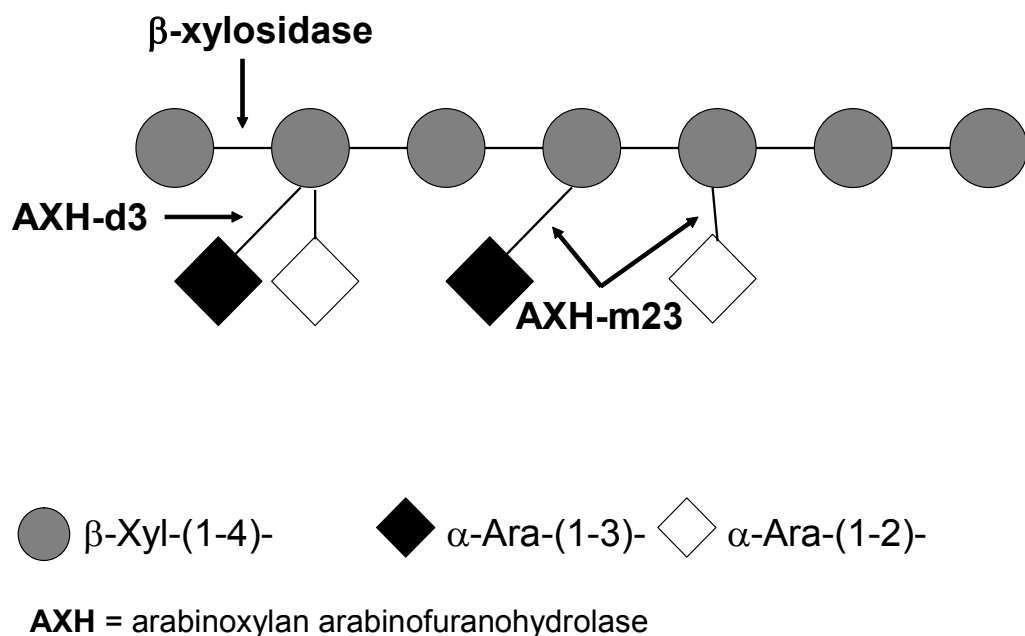 β-xylosidase
AXH-d3
AXH-m23
β-Xyl-(1-4)- α-Ara-(1-3)- α-Ara-(1-2)-
AXH = arabinoxylan arabinofuranohydrolase